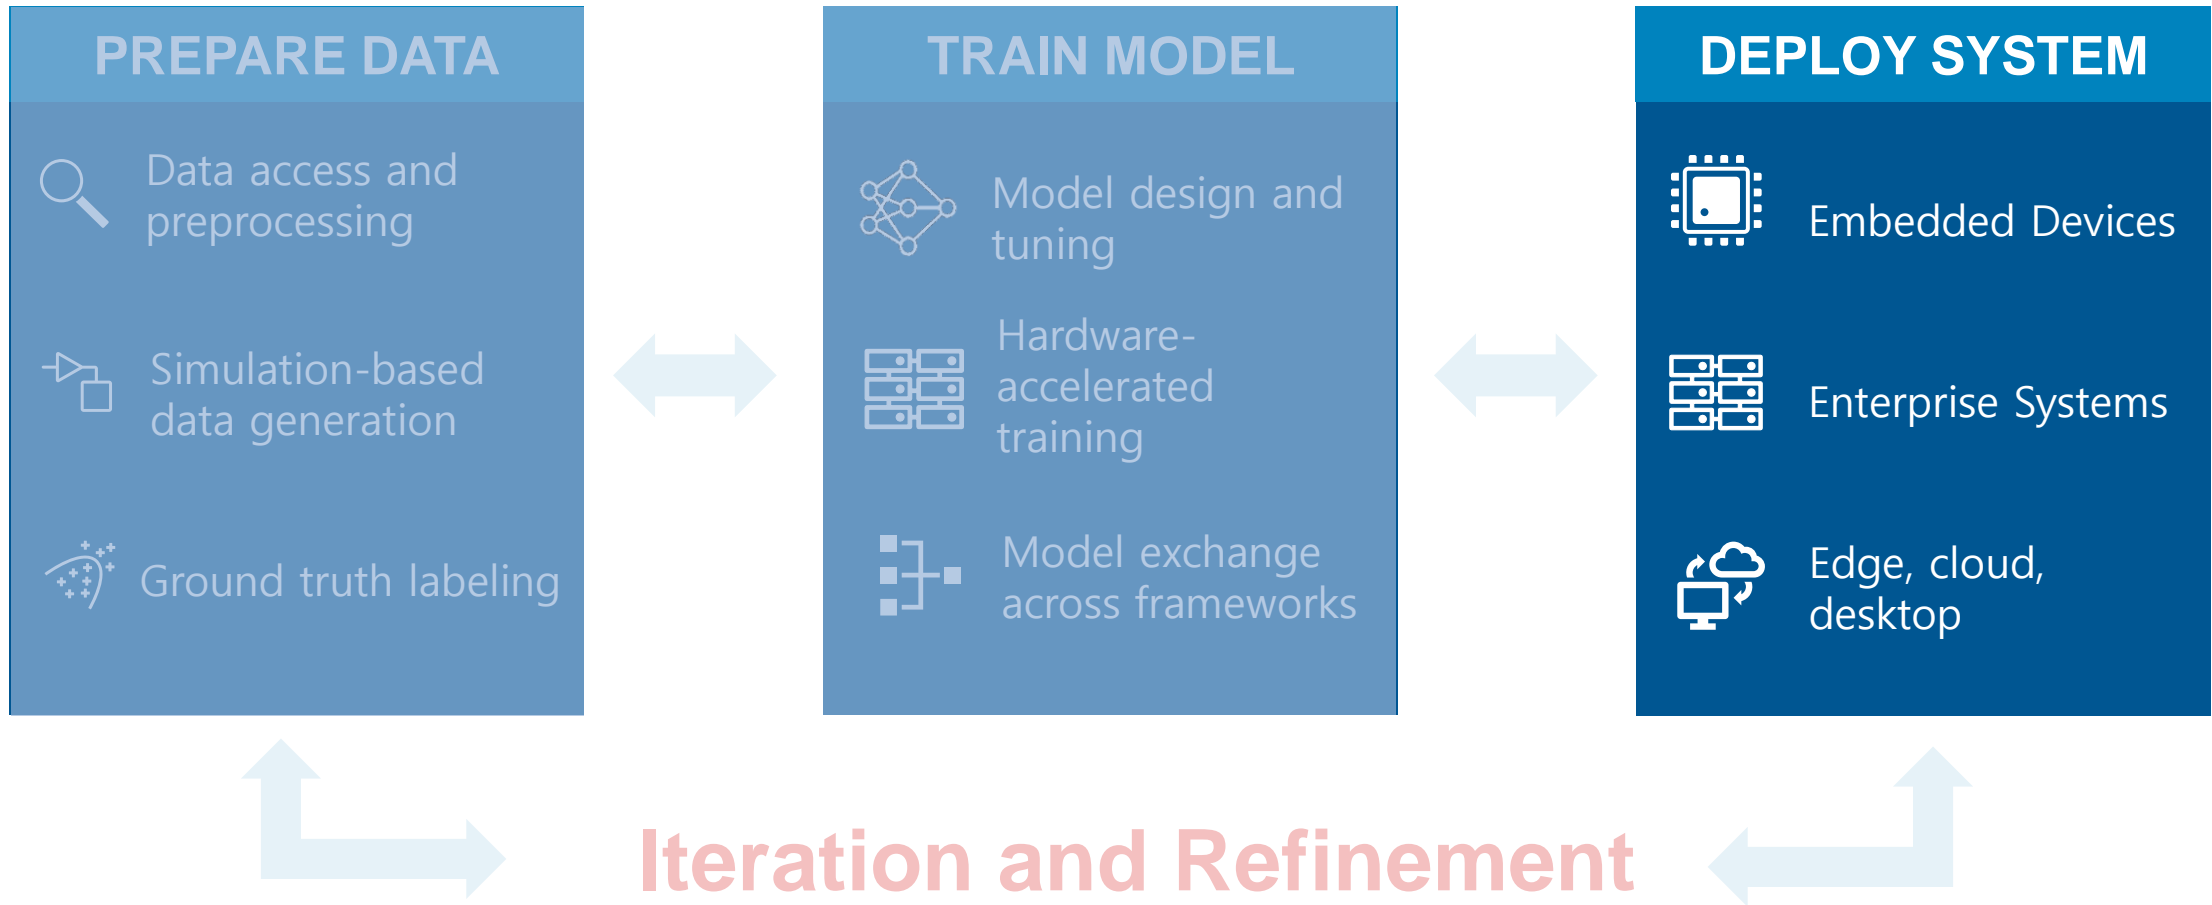 PREPARE DATA
Data access and
preprocessing
Simulation-based
data generation
Ground truth labeling
TRAIN MODEL
Model design and
tuning
Hardware-
accelerated
training
Model exchange
across frameworks
DEPLOY SYSTEM
Embedded Devices
Enterprise Systems
Edge, cloud,
desktop
Iteration and Refinement